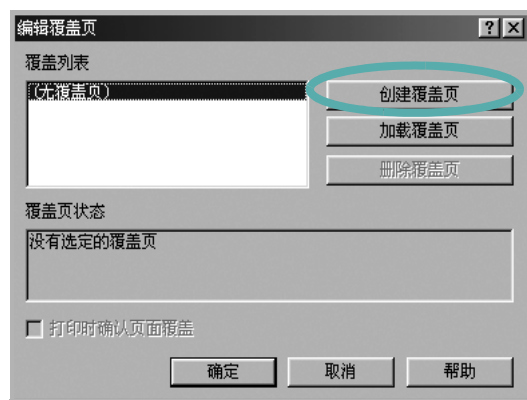 编辑覆盖页
覆盖列表
(无覆盖页)
创建覆盖页
加载覆盖页
删除覆盖页
覆盖页状态
没有选定的覆盖页
打印时确认页面覆盖
确定 取消 帮助